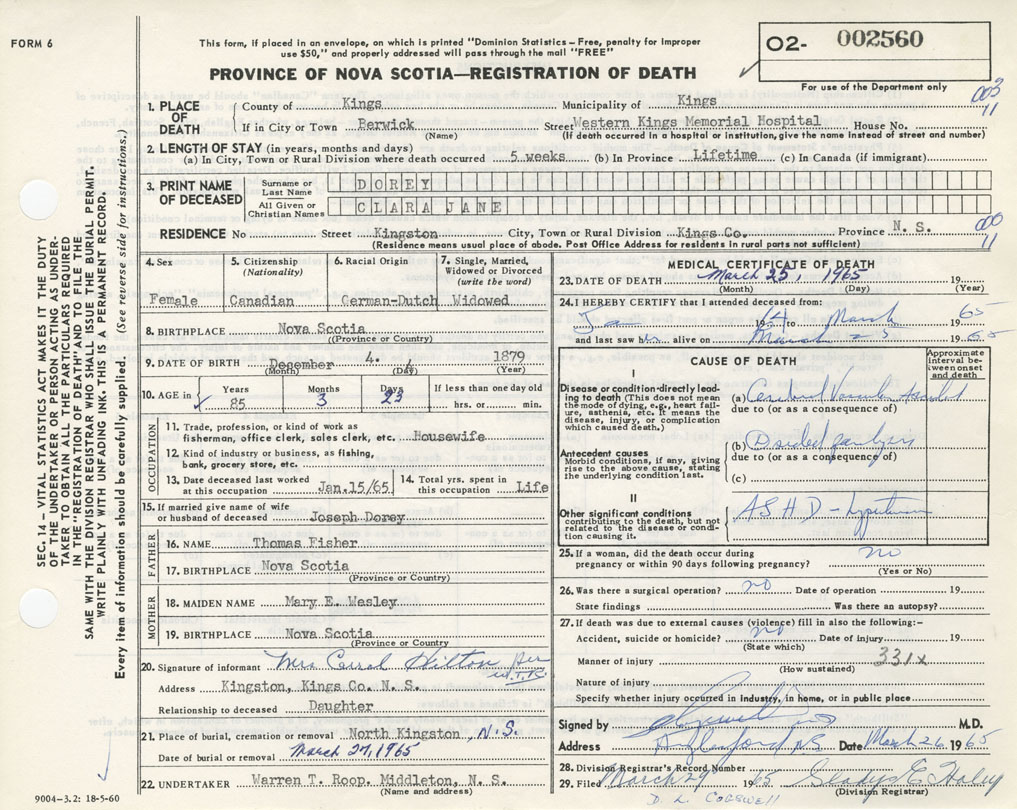 FORM 6
This form, if placed in an envelope, on which is printed "Dominion Statistics – Free, penalty for improper
use $50," and properly addressed will pass through the mail "FREE"
PROVINCE OF NOVA SCOTIA—REGISTRATION OF DEATH
O2- 002560
For use of the Department only
003
11
1. PLACE OF DEATH
County of Kings Municipality of Kings
If in City or Town Berwick Street Western Kings Memorial Hospital House No.
(Name) (If death occurred in a hospital or institution, give the name instead of street and number)
2. LENGTH OF STAY (in years, months and days)
(a) In City, Town or Rural Division where death occurred 5 weeks (b) In Province Lifetime (c) In Canada (if immigrant)
3. PRINT NAME OF DECEASED
Surname or Last Name DOREY
All Given or Christian Names CLARA JANE
000
11
RESIDENCE No Street Kingston City, Town or Rural Division Kings Co. Province N. S.
(Residence means usual place of abode. Post Office Address for residents in rural parts not sufficient)
4. Sex
Female
5. Citizenship (Nationality)
Canadian
6. Racial Origin
German-Dutch
7. Single, Married, Widowed or Divorced (write the word)
Widowed
8. BIRTHPLACE Nova Scotia
((Province or Country)
9. DATE OF BIRTH December 4. 1879
(Month) (Day) (Year)
10. AGE in Years 85 Months 3 Days 23 If less than one day old hrs. or min.
OCCUPATION
11. Trade, profession, or kind of work as
fisherman, office clerk, sales clerk, etc. Housewife
12. Kind of industry or business, as fishing,
bank, grocery store, etc.
13. Date deceased last worked
at this occupation Jan.15/65
14. Total yrs. spent in
this occupation Life
15. If married give name of wife
or husband of deceased Joseph Dorey
FATHER
16. NAME Thomas Fisher
17. BIRTHPLACE Nova Scotia
(Province or Country)
MOTHER
18. MAIDEN NAME Mary E. Wesley
19. BIRTHPLACE Nova Scotia
(Province or Country)
20. Signature of informant Mrs Carrol Hilton Per
W.T.R.
Address Kingston, Kings Co. N. S.
Relationship to deceased Daughter
21. Place of burial, cremation or removal North Kingston, N.S.
Date of burial or removal March 27, 1965
22. UNDERTAKER Warren T. Roop. Middleton, N. S.
(Name and address)
MEDICAL CERTIFICATE OF DEATH
23. DATE OF DEATH March 25, 1965 19
(Month) (Day) (Year)
24. I HEREBY CERTIFY that I attended deceased from:
1964 to March 1965
and last saw her alive on March 25 1965
CAUSE OF DEATH
Approximate interval between onset and death
I
Disease or condition directly leading to death (This does not
mean the mode of dying, e.g., heart failure, asthenia, etc. It means the
disease, injury, or complication
which caused death.)
(a) Cerebral Vascular Accident
due to (or as a consequence of)
Antecedent causes
Morbid conditions, if any, giving
rise to the above cause, stating
the underlying condition last.
(b)
due to (or as a consequence of)
(c)
II
Other significant conditions
contributing to the death, but not
related to the disease or condition causing it.
A S H D – hypertension
25. If a woman, did the death occur during
pregnancy or within 90 days following pregnancy? no
(Yes or No)
26. Was there a surgical operation? no Date of operation 19
State findings Was there an autopsy?
27. If death was due to external causes (violence) fill in also the following:-
Accident, suicide or homicide? no Date of injury 19
(State which)
Manner of injury 331x
(How sustained)
Nature of injury
Specify whether injury occurred in industry, in home, or in public place
Signed by M.D.
Address Date March 26 1965
28. Division Registrar's Record Number
29. Filed March 29 1965 Gladys E. Haley
(Division Registrar)
D. L. COGSWELL
SEC. 14 – VITAL STATISTICS ACT MAKES IT THE DUTY
OF THE UNDERTAKER OR PERSON ACTING AS UNDER-
TAKER TO OBTAIN ALL THE PARTICULARS REQUIRED
IN THE "REGISTRATION OF DEATH" AND TO FILE THE
SAME WITH THE DIVISION REGISTRAR WHO SHALL ISSUE THE BURIAL PERMIT.
WRITE PLAINLY WITH UNFADING INK. THIS IS A PERMANENT RECORD.
Every item of information should be carefully supplied. (See reverse side for instructions.)
9004-3.2: 18-5-60